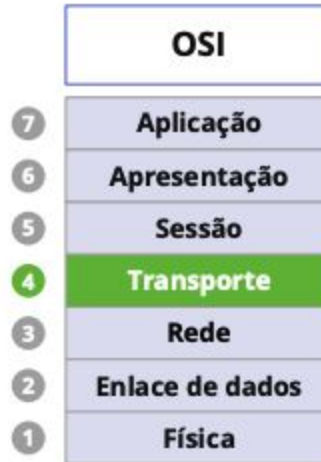 OSI
7 Aplicação
6 Apresentação
5 Sessão
4 Transporte
3 Rede
2 Enlace de dados
1 Física